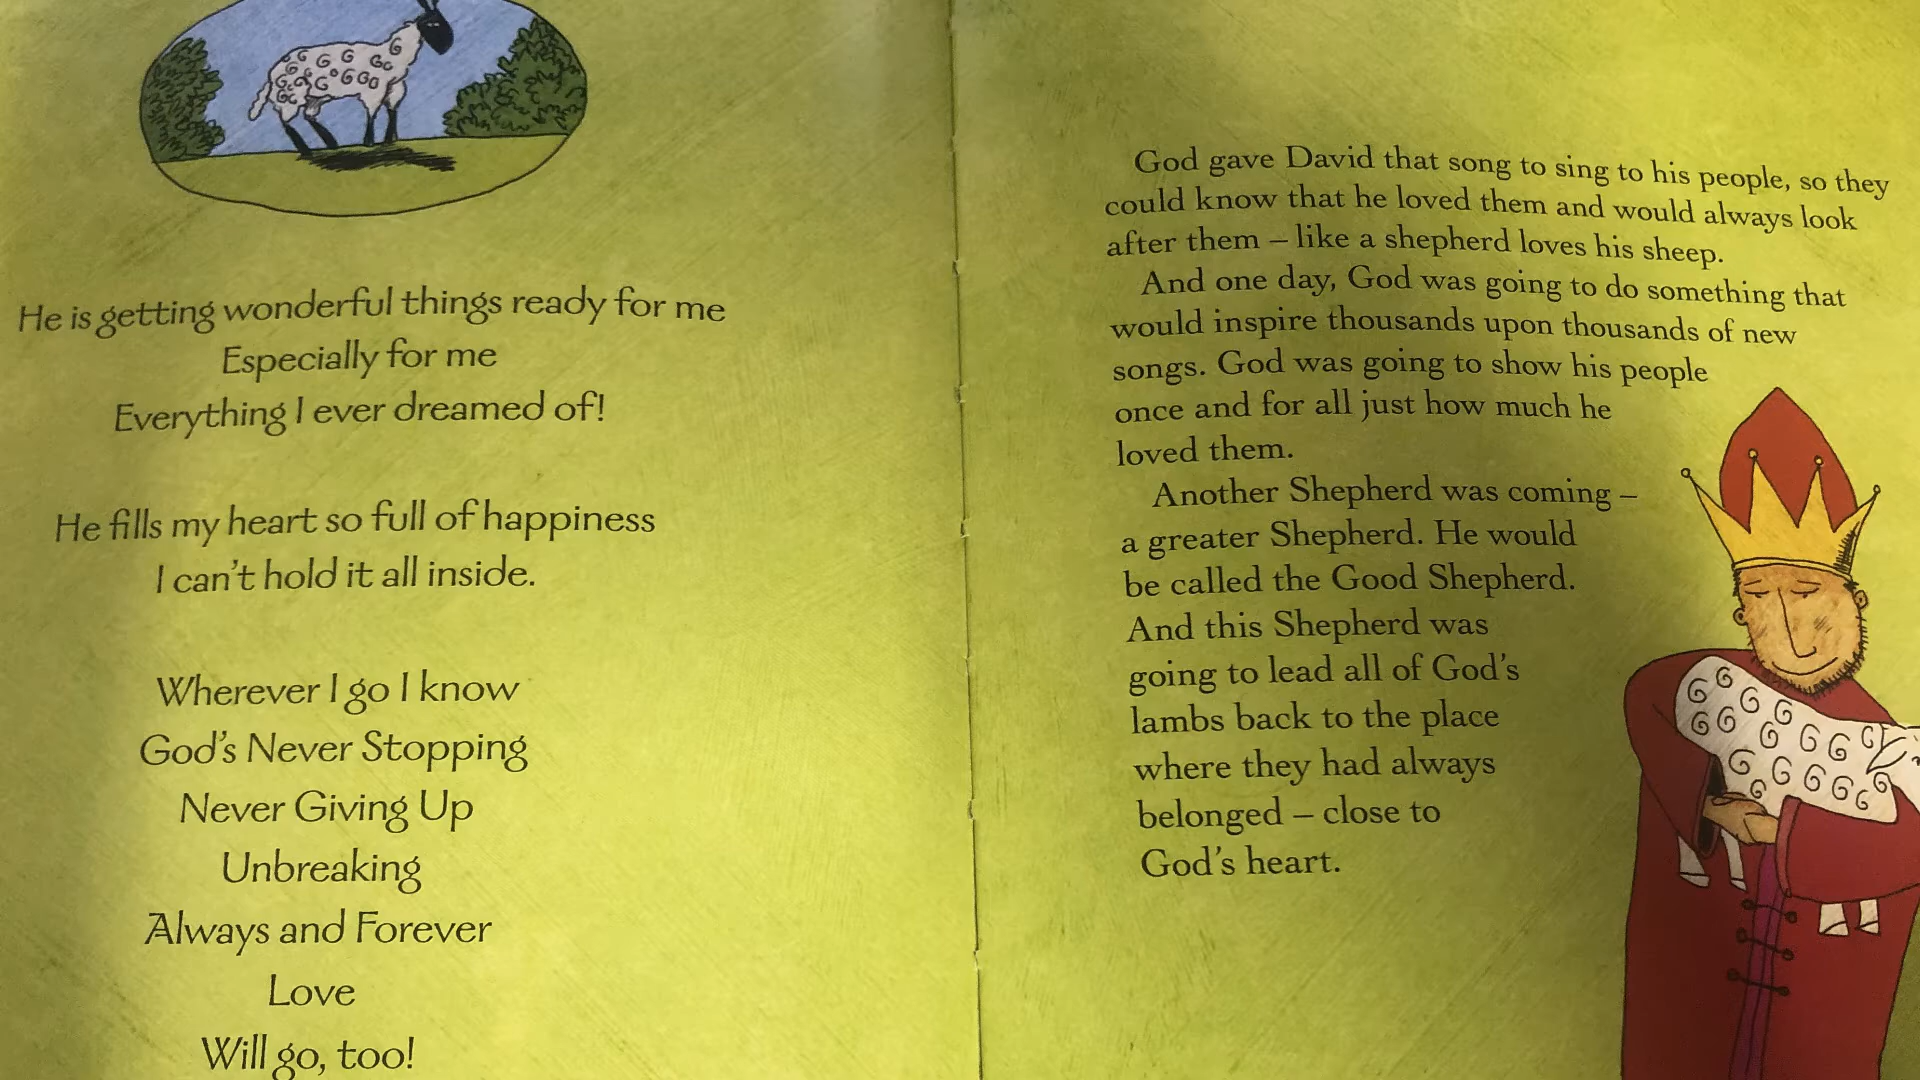 He is getting wonderful things ready for me
Especially for me
Everything I ever dreamed of!
He fills my heart so full of happiness
I can't hold it all inside.
Wherever I go I know
God's Never Stopping
Never Giving Up
Unbreaking
Always and Forever
Love
Will go, too!
God gave David that song to sing to his people, so they
could know that he loved them and would always look
after them – like a shepherd loves his sheep.
And one day, God was going to do something that
would inspire thousands upon thousands of new
songs. God was going to show his people
once and for all just how much he
loved them.
Another Shepherd was coming –
a greater Shepherd. He would
be called the Good Shepherd.
And this Shepherd was
going to lead all of God's
lambs back to the place
where they had always
belonged – close to
God's heart.